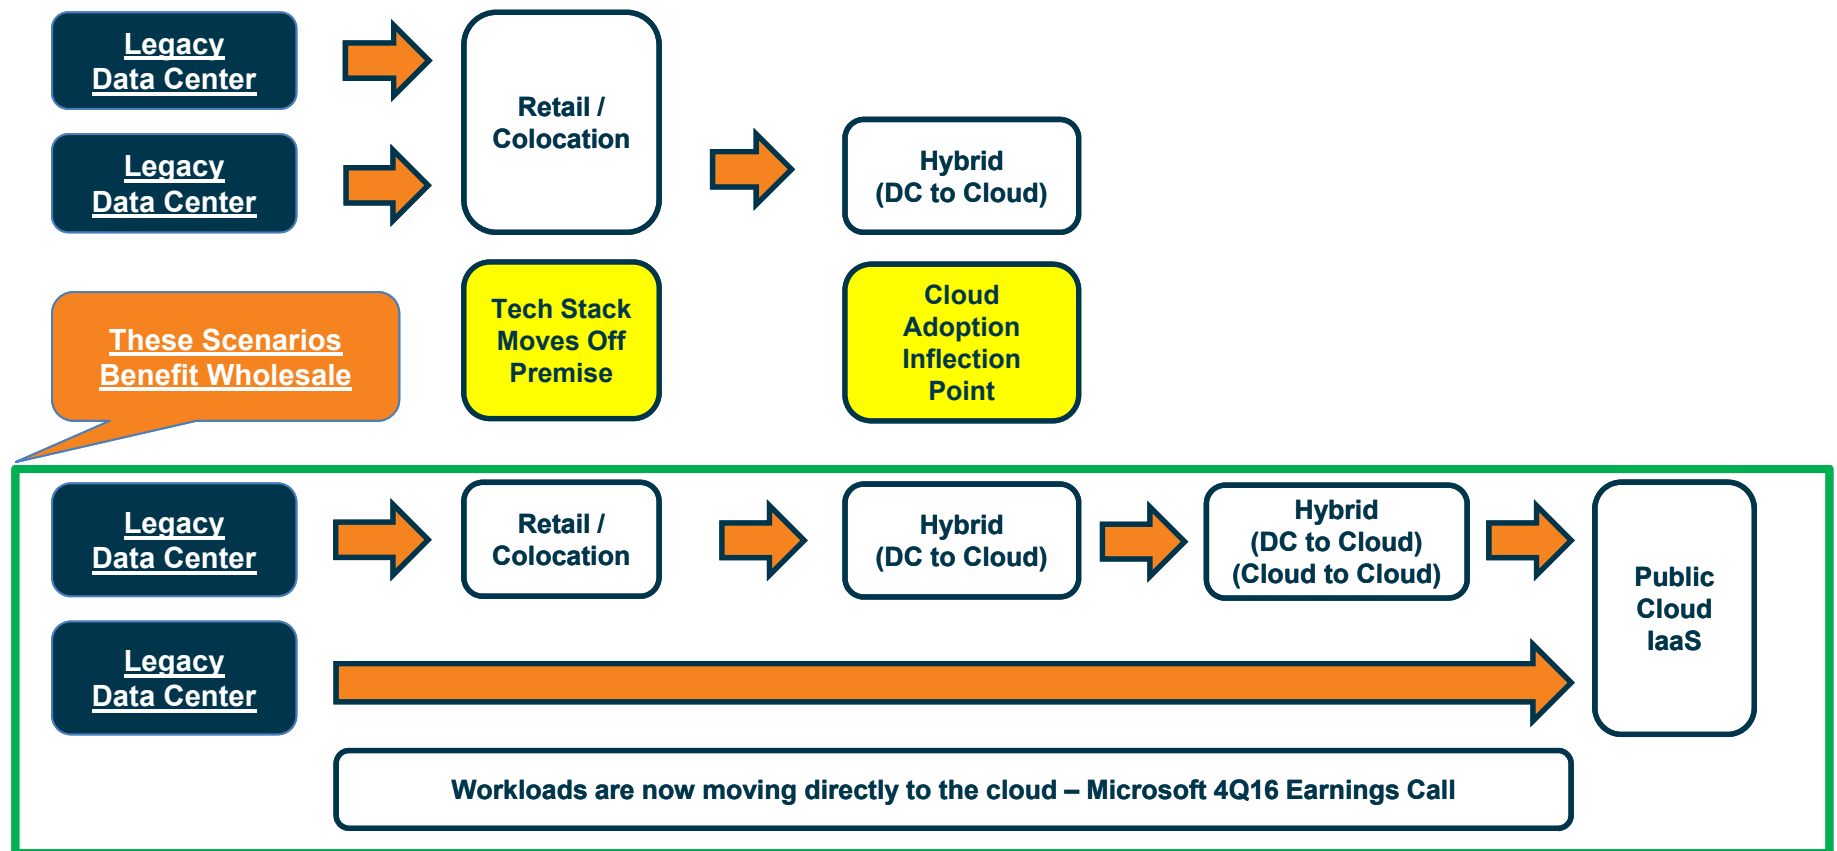 Legacy
Data Center
Retail /
Colocation
Legacy
Data Center
Hybrid
(DC to Cloud)
Tech Stack
Moves Off
Premise
Cloud
Adoption
Inflection
Point
These Scenarios
Benefit Wholesale
Legacy
Data Center
Retail /
Colocation
Hybrid
(DC to Cloud)
Hybrid
(DC to Cloud)
(Cloud to Cloud)
Public
Cloud
IaaS
Legacy
Data Center
Workloads are now moving directly to the cloud – Microsoft 4Q16 Earnings Call